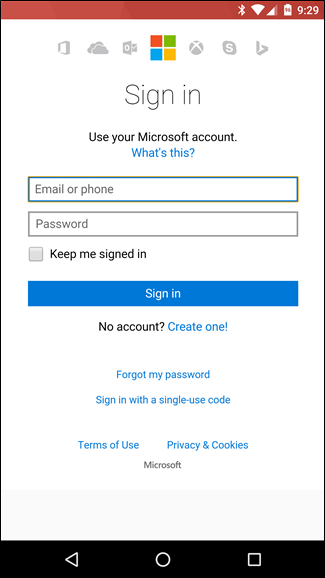 9:29
Sign in
Use your Microsoft account.
What's this?
Email or phone
Password
Keep me signed in
Sign in
No account? Create one!
Forgot my password
Sign in with a single-use code
Terms of Use Privacy & Cookies
Microsoft